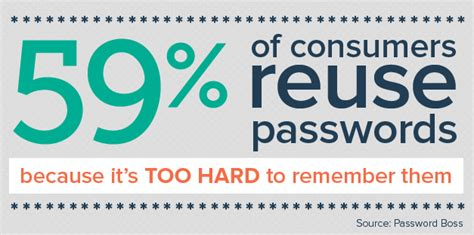 59% of consumers
reuse
passwords
because it's TOO HARD to remember them
Source: Password Boss